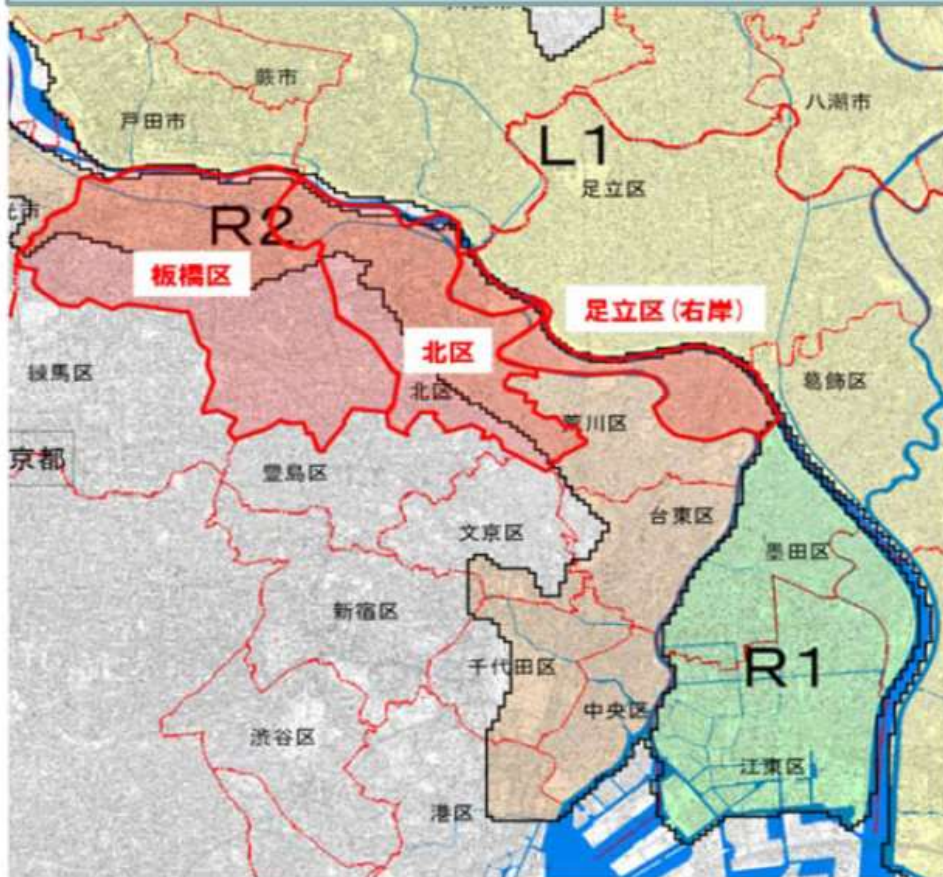 蕨市
八潮市
戸田市
L1
足立区
R2
板橋区
足立区(右岸)
北区
練馬区
葛飾区
北区
荒川区
京都
豊島区
台東区
文京区
墨田区
新宿区
千代田区
R1
中央区
渋谷区
江東区
港区